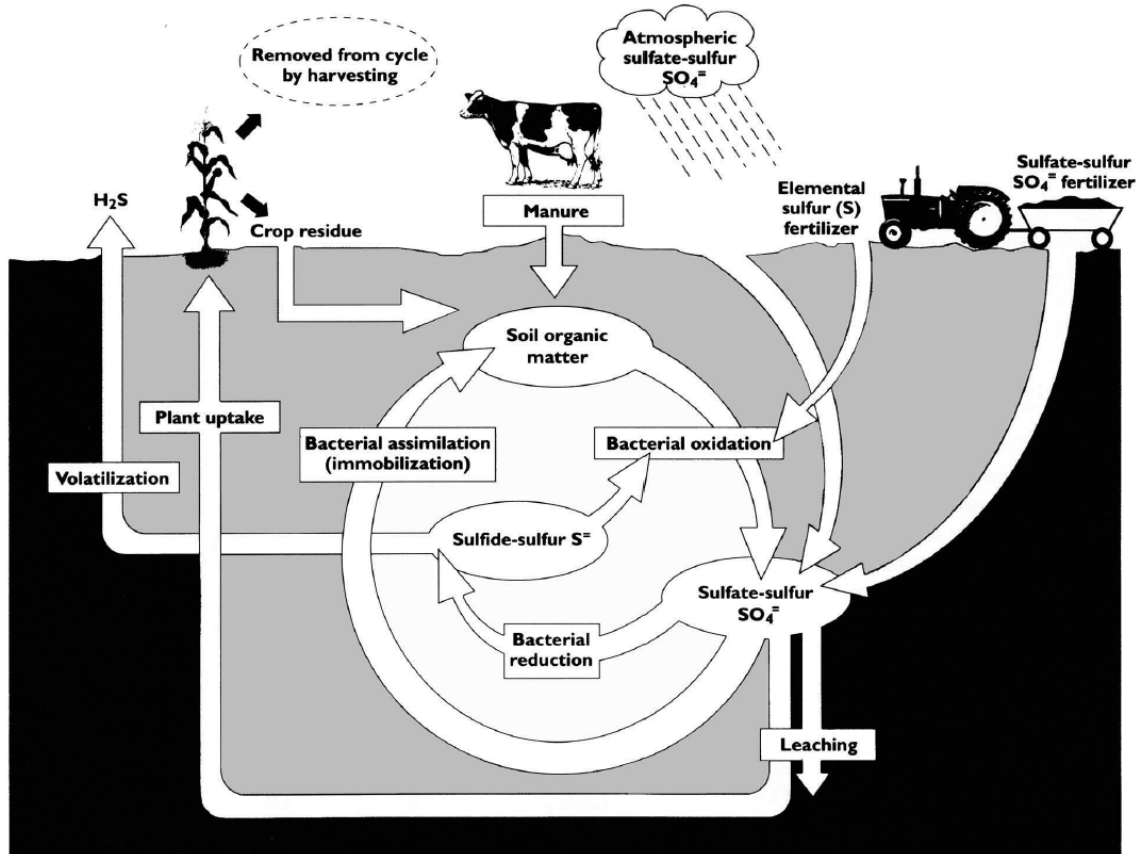 Removed from cycle
by harvesting
Atmospheric
sulfate-sulfur
SO₄⁼
H₂S
Crop residue
Manure
Elemental
sulfur (S)
fertilizer
Sulfate-sulfur
SO₄⁼ fertilizer
Soil organic
matter
Plant uptake
Bacterial assimilation
(immobilization)
Bacterial oxidation
Volatilization
Sulfide-sulfur S⁼
Sulfate-sulfur
SO₄⁼
Bacterial
reduction
Leaching